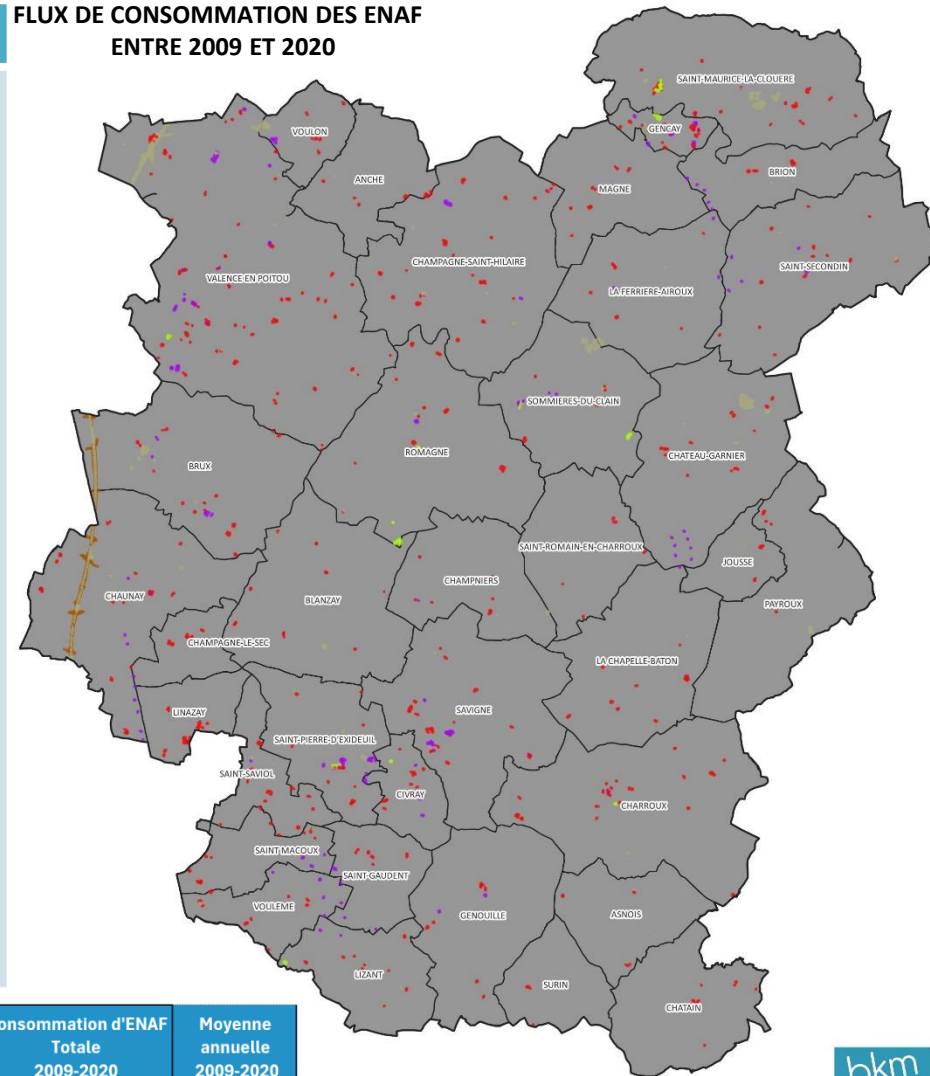 FLUX DE CONSOMMATION DES ENAF
ENTRE 2009 ET 2020
SAINT-MAURICE-LA-CLOUERE
VOULON
GENCAY
ANCHE
MAGNE
BRION
CHAMPAGNE-SAINT-HILAIRE
SAINT-SECONDIN
VALENCE EN POITOU
LA FERRIERE-AIROUX
SOMMIERES-DU-CLAIN
ROMAGNE
CHATEAU-GARNIER
BRUX
SAINT-ROMAIN-EN-CHARROUX
JOUSSE
CHAMPNIERS
CHAUNAY
BLANZAY
PAYROUX
CHAMPAGNE-LE-SEC
LA CHAPELLE-BATON
LINAZAY
SAVIGNE
SAINT-PIERRE-D'EXIDEUIL
SAINT-SAVIOL
CIVRAY
CHARROUX
SAINT MACOUX
SAINT-GAUDENT
VOULEME
GENOUILLE
ASNOIS
LIZANT
SURIN
CHATAIN
onsommation d'ENAF
Totale
2009-2020
Moyenne
annuelle
2009-2020
bkm